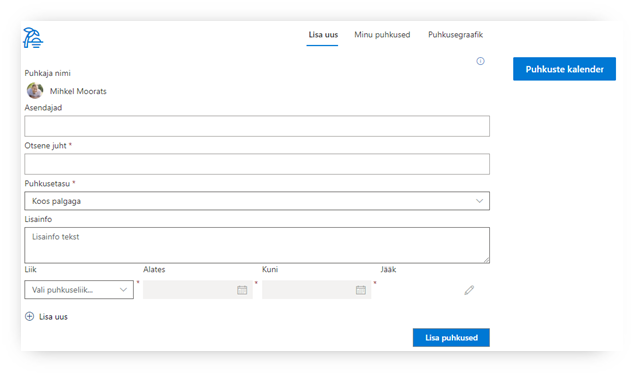 Lisa uus Minu puhkused Puhkusegraafik
Puhkuste kalender
Puhkaja nimi
Mihkel Moorats
Asendajad
Otsene juht *
Puhkusetasu *
Koos palgaga
Lisainfo
Lisainfo tekst
Liik Alates Kuni Jääk
Vali puhkuseliik... * * *
Lisa uus
Lisa puhkused